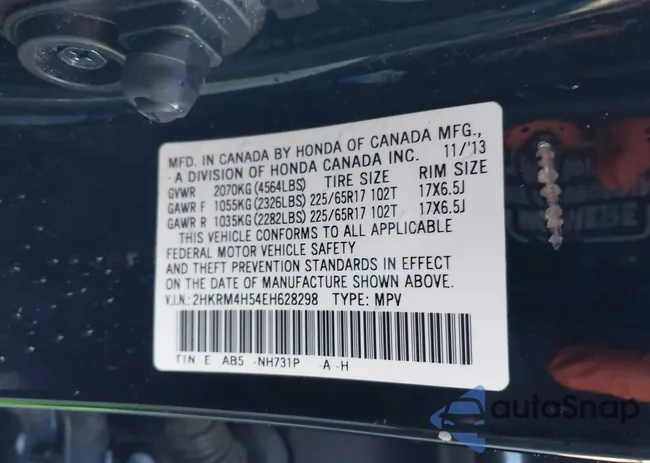 MFD. IN CANADA BY HONDA OF CANADA MFG.,
A DIVISION OF HONDA CANADA INC. 11/'13
GVWR 2070KG(4564LBS) TIRE SIZE RIM SIZE
GAWR F 1055KG(2326LBS) 225/65R17 102T 17X6.5J
GAWR R 1035KG(2282LBS) 225/65R17 102T 17X6.5J
THIS VEHICLE CONFORMS TO ALL APPLICABLE
FEDERAL MOTOR VEHICLE SAFETY
AND THEFT PREVENTION STANDARDS IN EFFECT
ON THE DATE OF MANUFACTURE SHOWN ABOVE.
V.I.N.: 2HKRM4H54EH628298 TYPE: MPV
T1N E AB5 -NH731P -A -H
autoSnap